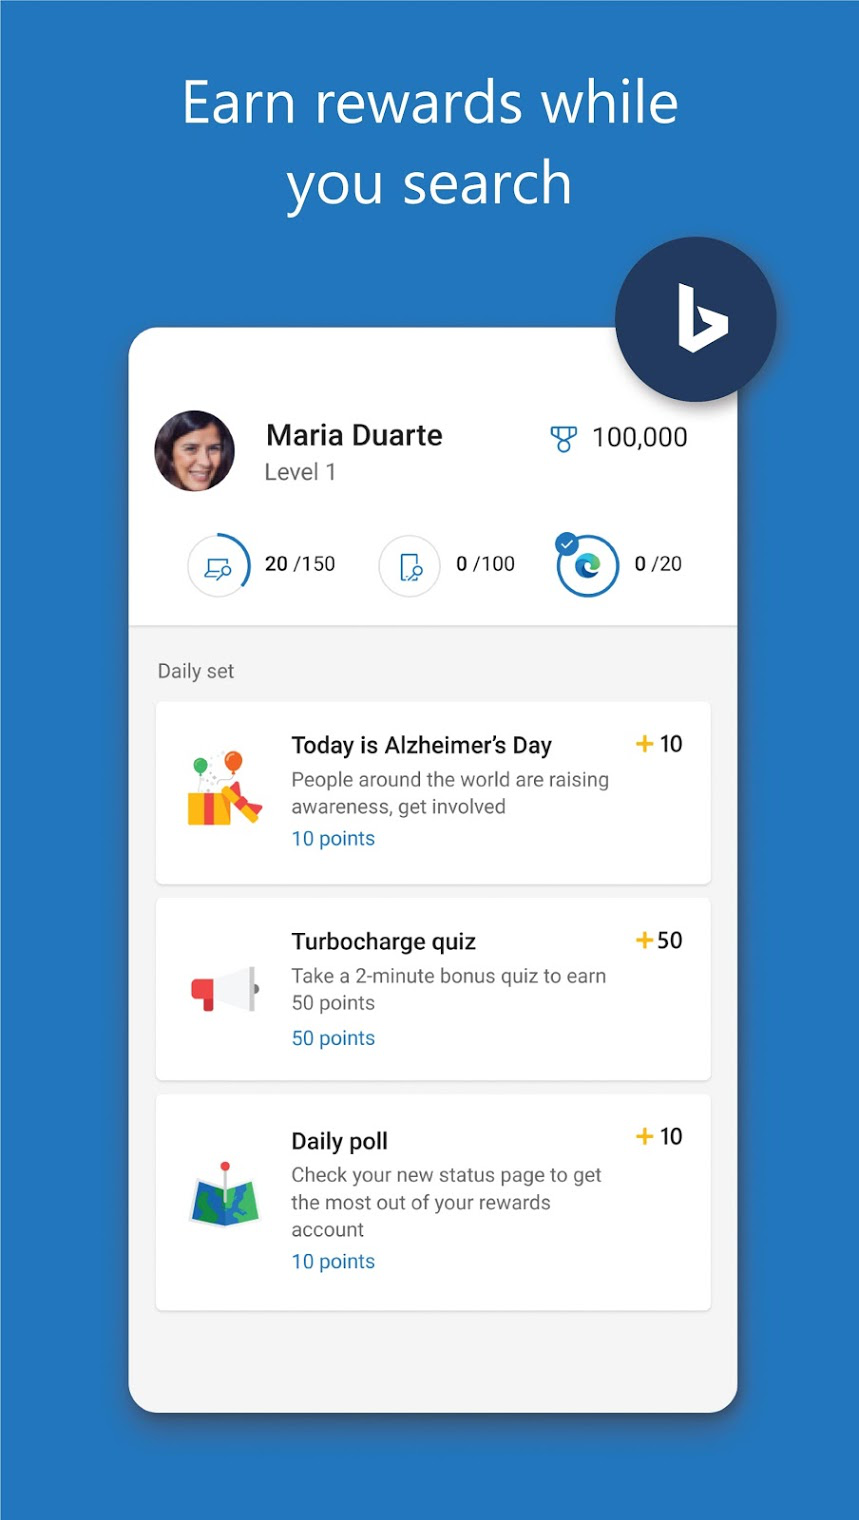 Earn rewards while
you search
Maria Duarte
100,000
Level 1
20 /150
0 /100
0 /20
Daily set
Today is Alzheimer’s Day
+ 10
People around the world are raising
awareness, get involved
10 points
Turbocharge quiz
+50
Take a 2-minute bonus quiz to earn
50 points
50 points
Daily poll
+ 10
Check your new status page to get
the most out of your rewards
account
10 points